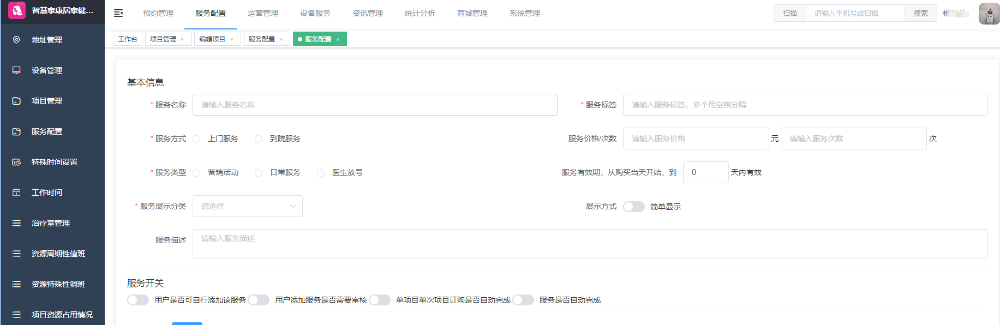 智慧家康居家健...
预约管理 服务配置 运营管理 设备服务 资讯管理 统计分析 商城管理 系统管理
扫描 请输入手机号或扫描 搜索
工作台 项目管理 × 编辑项目 × 服务配置 × 服务配置 ×
地址管理
设备管理
项目管理
服务配置
特殊时间设置
工作时间
治疗室管理
资源周期性值班
资源特殊性调班
项目资源占用情况
基本信息
* 服务名称 请输入服务名称 * 服务标签 请输入服务标签，多个用空格分隔
* 服务方式 上门服务 到院服务 服务价格/次数 请输入服务价格 元 请输入服务次数 次
* 服务类型 营销活动 日常服务 医生放号 服务有效期，从购买当天开始，到 0 天内有效
* 服务展示分类 请选择 展示方式 简单显示
服务描述 请输入服务描述
服务开关
用户是否可自行添加该服务 用户添加服务是否需要审核 单项目单次项目订购是否自动完成 服务是否自动完成